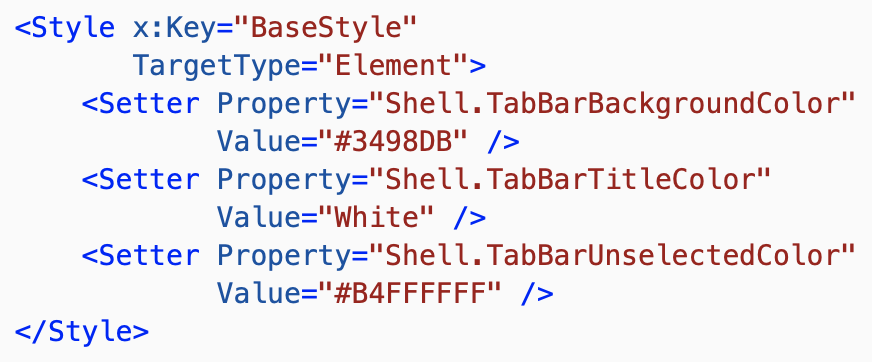 <Style x:Key="BaseStyle"
       TargetType="Element">
    <Setter Property="Shell.TabBarBackgroundColor"
            Value="#3498DB" />
    <Setter Property="Shell.TabBarTitleColor"
            Value="White" />
    <Setter Property="Shell.TabBarUnselectedColor"
            Value="#B4FFFFFF" />
</Style>